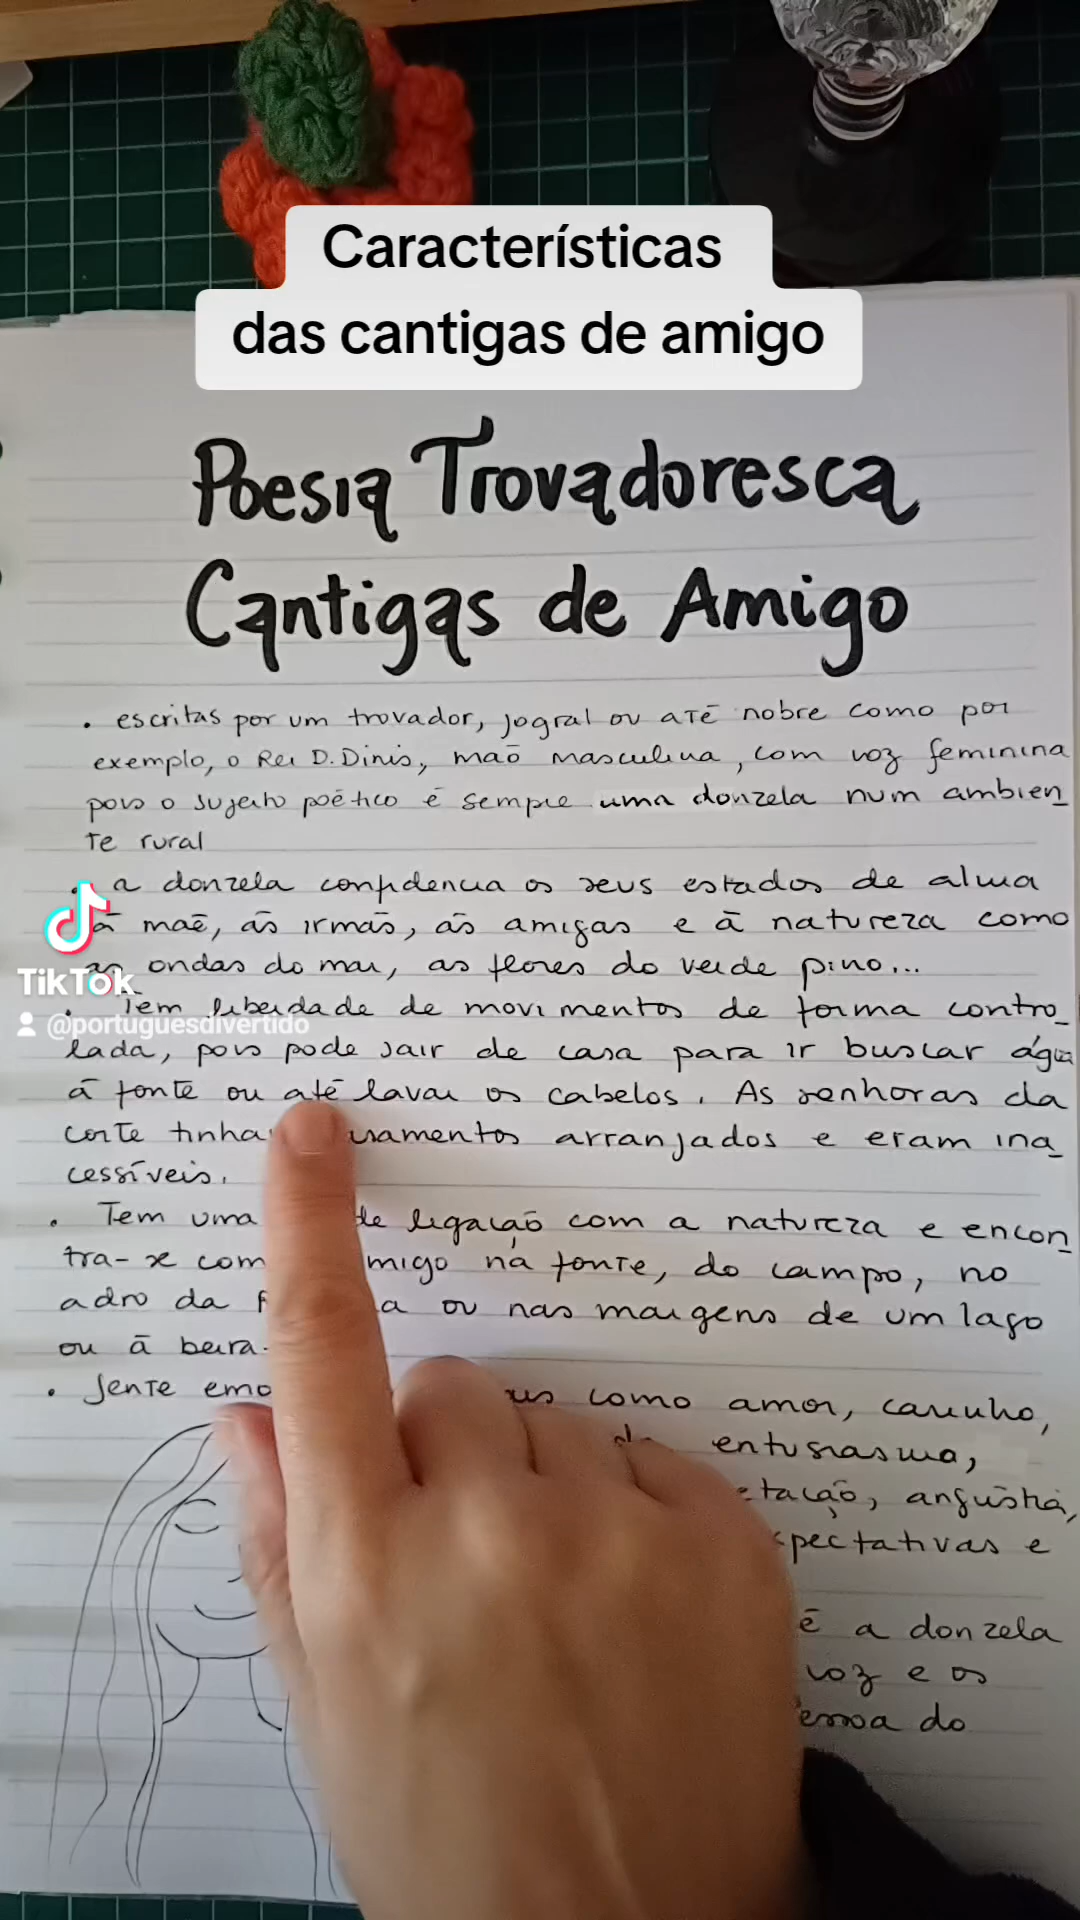 Características
das cantigas de amigo
Poesia Trovadoresca
Cantigas de Amigo
• escritas por um trovador, jogral ou até nobre como por
exemplo, o Rei D. Dinis, mão masculina, com voz feminina
pois o sujeito poético é sempre uma donzela num ambien_
te rural
• a donzela confidencia os seus estados de alma
à mãe, às irmãs, às amigas e à natureza como
as ondas do mar, as flores do verde pino...
• Tem liberdade de movimentos de forma contro_
lada, pois pode sair de casa para ir buscar água
à fonte ou até lavar os cabelos. As senhoras da
corte arranjados e eram ina_
cessíveis.
• Tem uma ligação com a natureza e encon_
tra-se com na fonte, do campo, no
adro da ou nas margens de um lago
ou à beira-
• Sente como amor, carinho,
entusiasmo,
angústia,
e
é a donzela
voz e os
do
TikTok
@portuguesdivertido